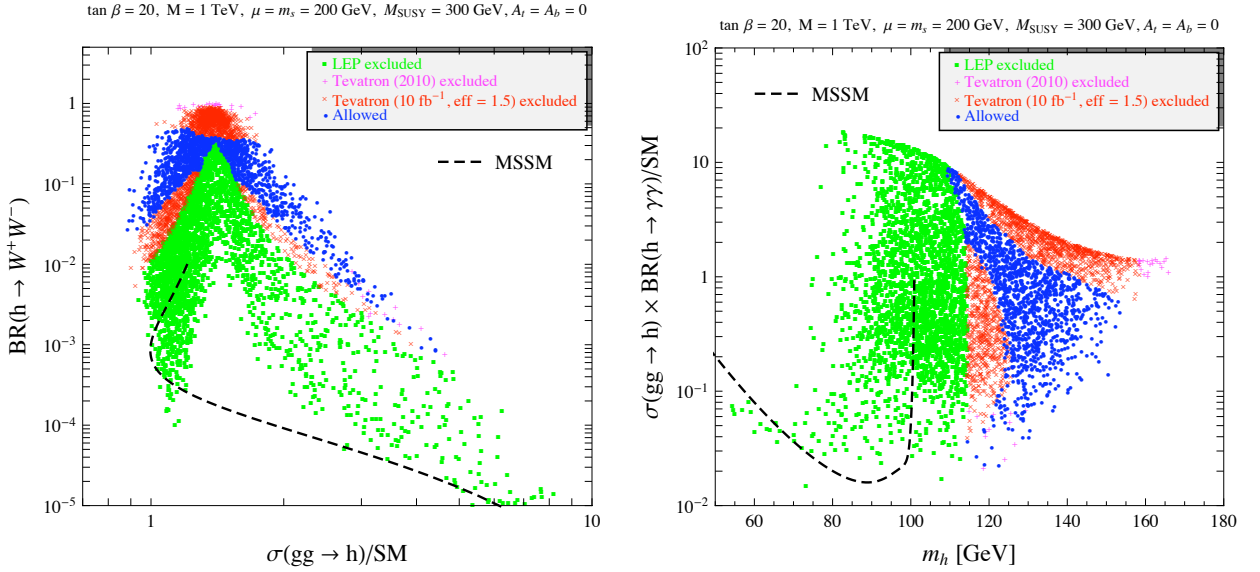 tan β = 20, M = 1 TeV, μ = m_s = 200 GeV, M_SUSY = 300 GeV, A_t = A_b = 0
LEP excluded
Tevatron (2010) excluded
Tevatron (10 fb⁻¹, eff = 1.5) excluded
Allowed
MSSM
BR(h → W⁺W⁻)
1
10⁻¹
10⁻²
10⁻³
10⁻⁴
10⁻⁵
1
10
σ(gg → h)/SM
tan β = 20, M = 1 TeV, μ = m_s = 200 GeV, M_SUSY = 300 GeV, A_t = A_b = 0
LEP excluded
Tevatron (2010) excluded
Tevatron (10 fb⁻¹, eff = 1.5) excluded
Allowed
MSSM
σ(gg → h) × BR(h → γγ)/SM
10²
10
1
10⁻¹
10⁻²
60 80 100 120 140 160 180
m_h [GeV]